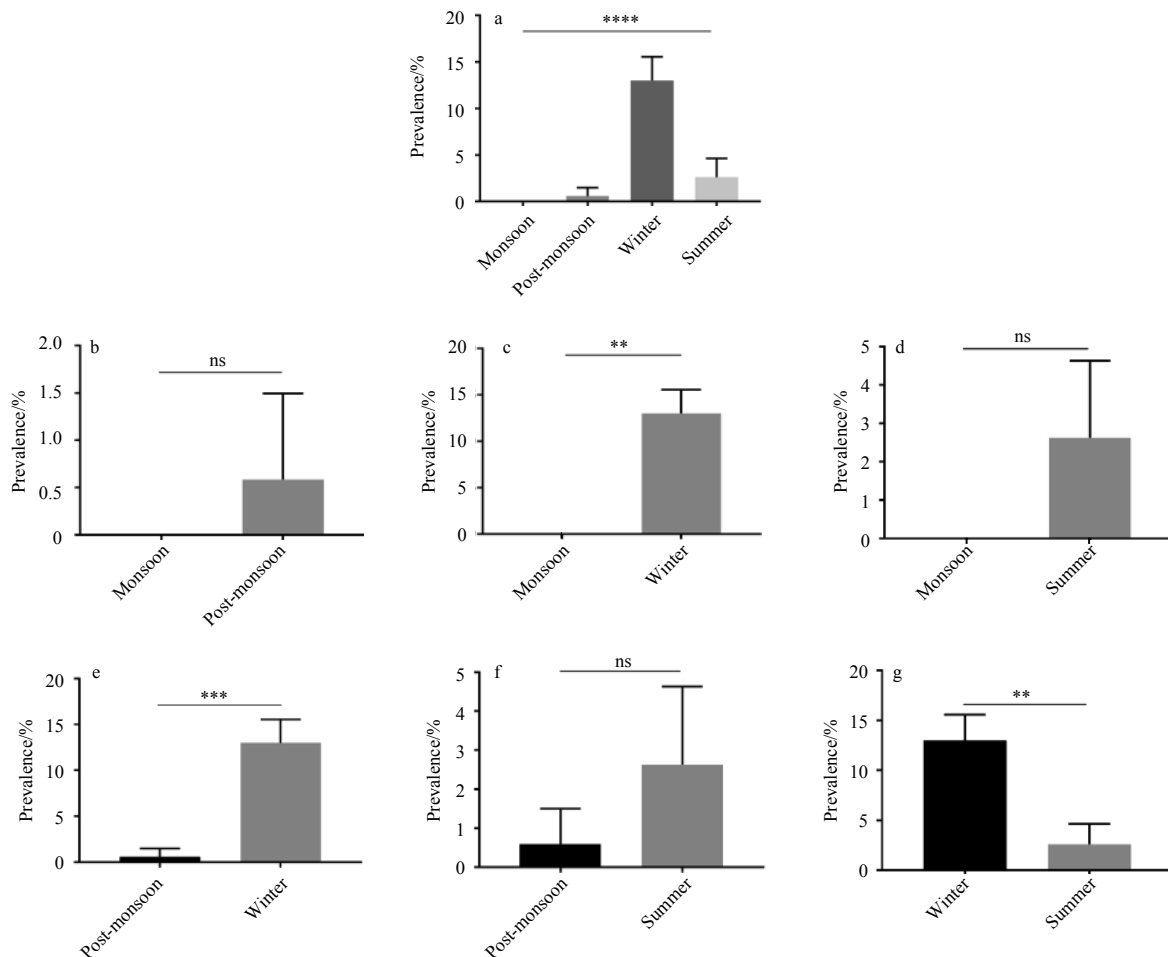 a
****
Prevalence/%
20
15
10
5
0
Monsoon
Post-monsoon
Winter
Summer
b
ns
Prevalence/%
2.0
1.5
1.0
0.5
0
Monsoon
Post-monsoon
c
**
Prevalence/%
20
15
10
5
0
Monsoon
Winter
d
ns
Prevalence/%
5
4
3
2
1
0
Monsoon
Summer
e
***
Prevalence/%
20
15
10
5
0
Post-monsoon
Winter
f
ns
Prevalence/%
5
4
3
2
1
0
Post-monsoon
Summer
g
**
Prevalence/%
20
15
10
5
0
Winter
Summer